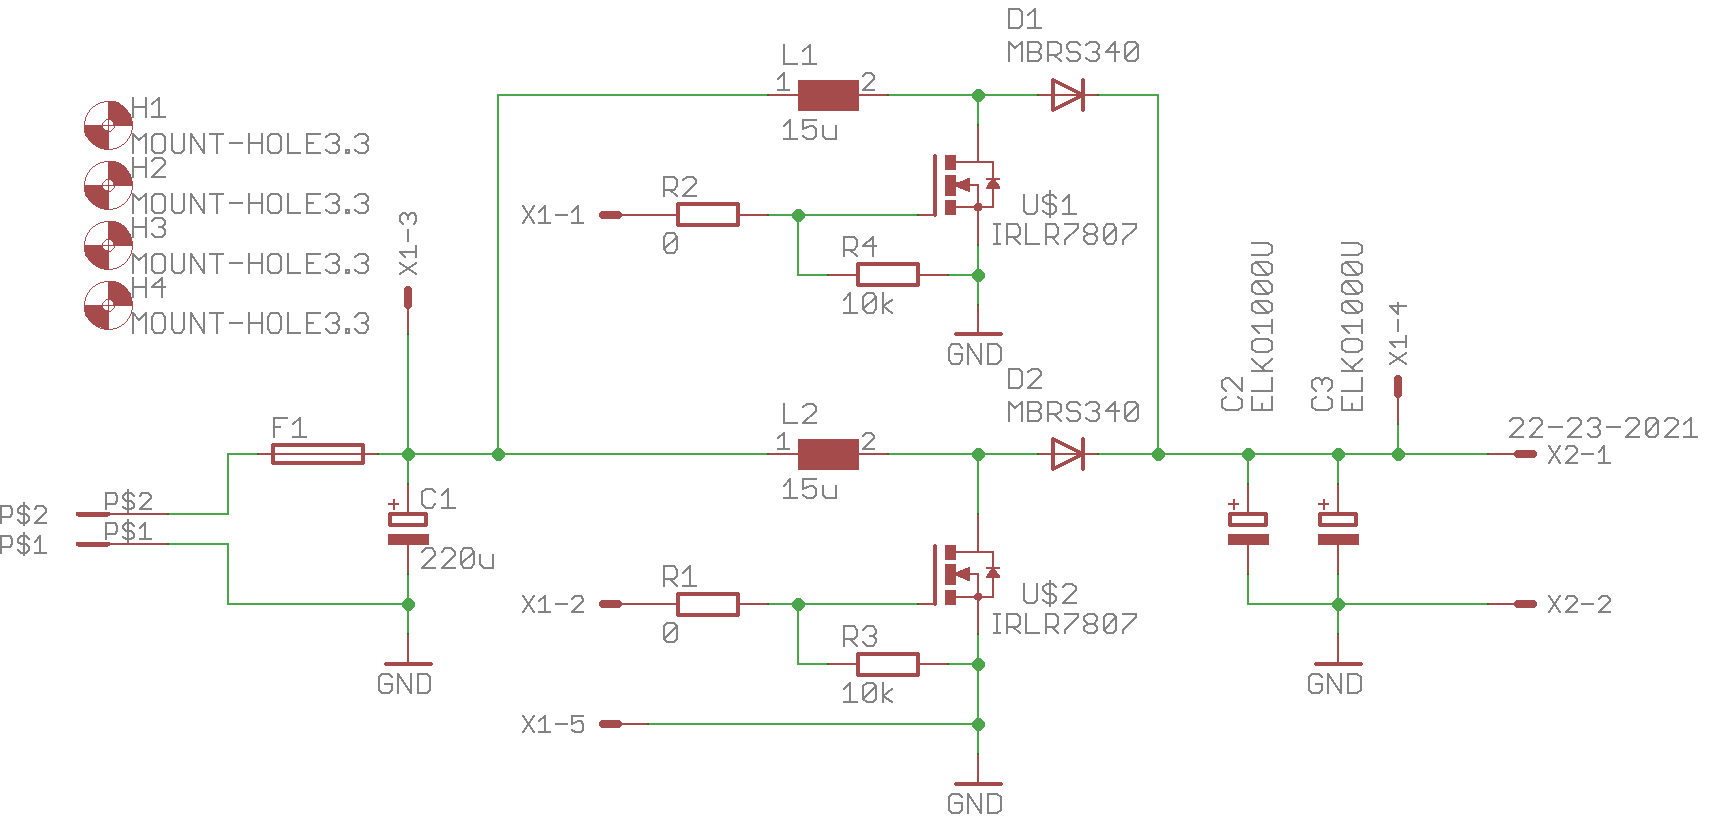 H1
MOUNT-HOLE3.3
H2
MOUNT-HOLE3.3
H3
MOUNT-HOLE3.3
H4
MOUNT-HOLE3.3
X1-3
F1
P$2
P$2
P$1
P$1
+
C1
220u
GND
L1
1
2
15u
D1
MBRS340
X1-1
R2
0
R4
10k
U$1
IRLR7807
GND
L2
1
2
15u
D2
MBRS340
X1-2
R1
0
R3
10k
U$2
IRLR7807
X1-5
GND
C2
ELKO1000U
C3
ELKO1000U
X1-4
+
+
22-23-2021
X2-1
X2-2
GND